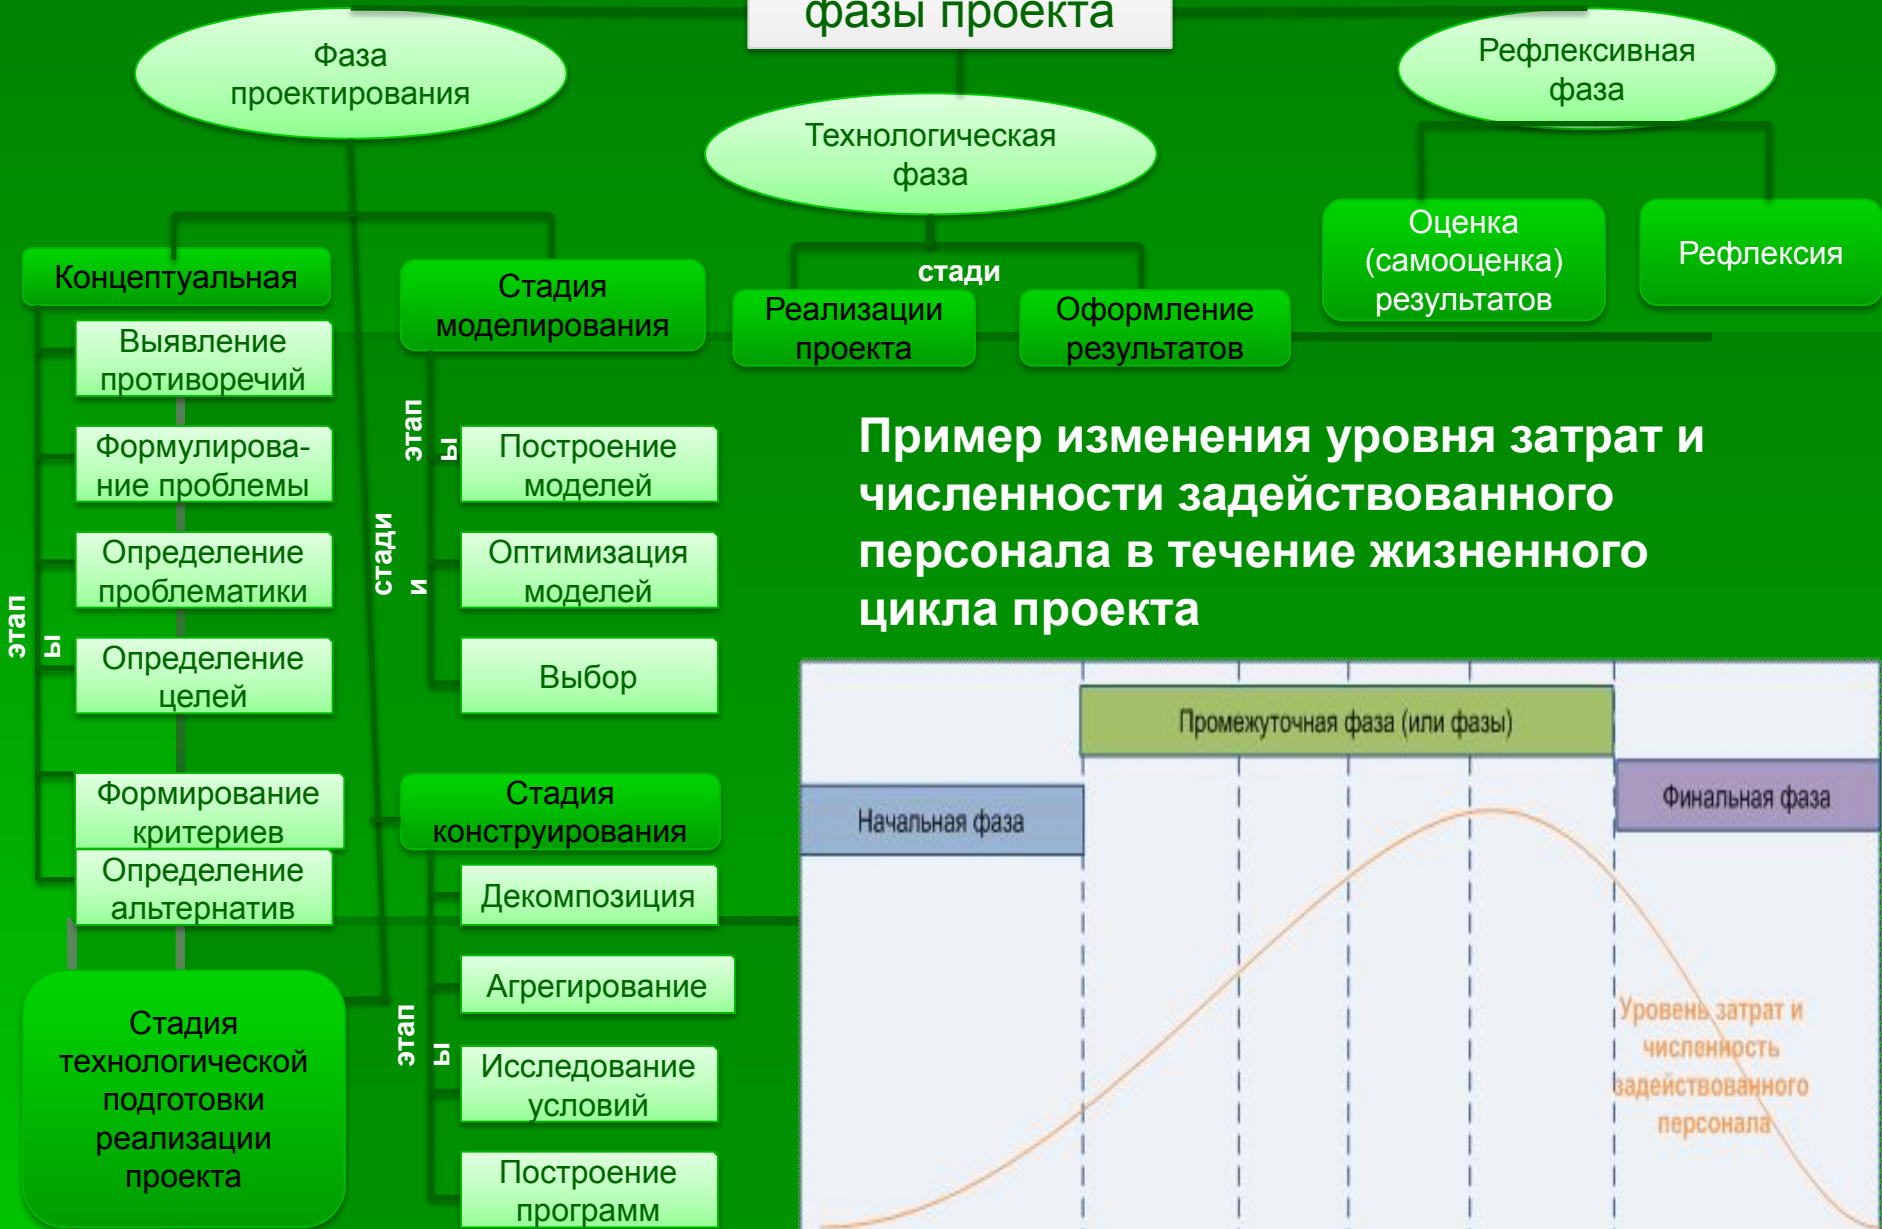 фазы проекта
Фаза
проектирования
Технологическая
фаза
Рефлексивная
фаза
Концептуальная
этап
ы
Выявление
противоречий
Формулирова-
ние проблемы
Определение
проблематики
Определение
целей
Формирование
критериев
Определение
альтернатив
стади
и
Стадия
моделирования
этап
ы
Построение
моделей
Оптимизация
моделей
Выбор
Стадия
конструирования
этап
ы
Декомпозиция
Агрегирование
Исследование
условий
Построение
программ
Стадия
технологической
подготовки
реализации
проекта
стади
Реализации
проекта
Оформление
результатов
Оценка
(самооценка)
результатов
Рефлексия
Пример изменения уровня затрат и
численности задействованного
персонала в течение жизненного
цикла проекта
Промежуточная фаза (или фазы)
Начальная фаза
Финальная фаза
Уровень затрат и
численность
задействованного
персонала